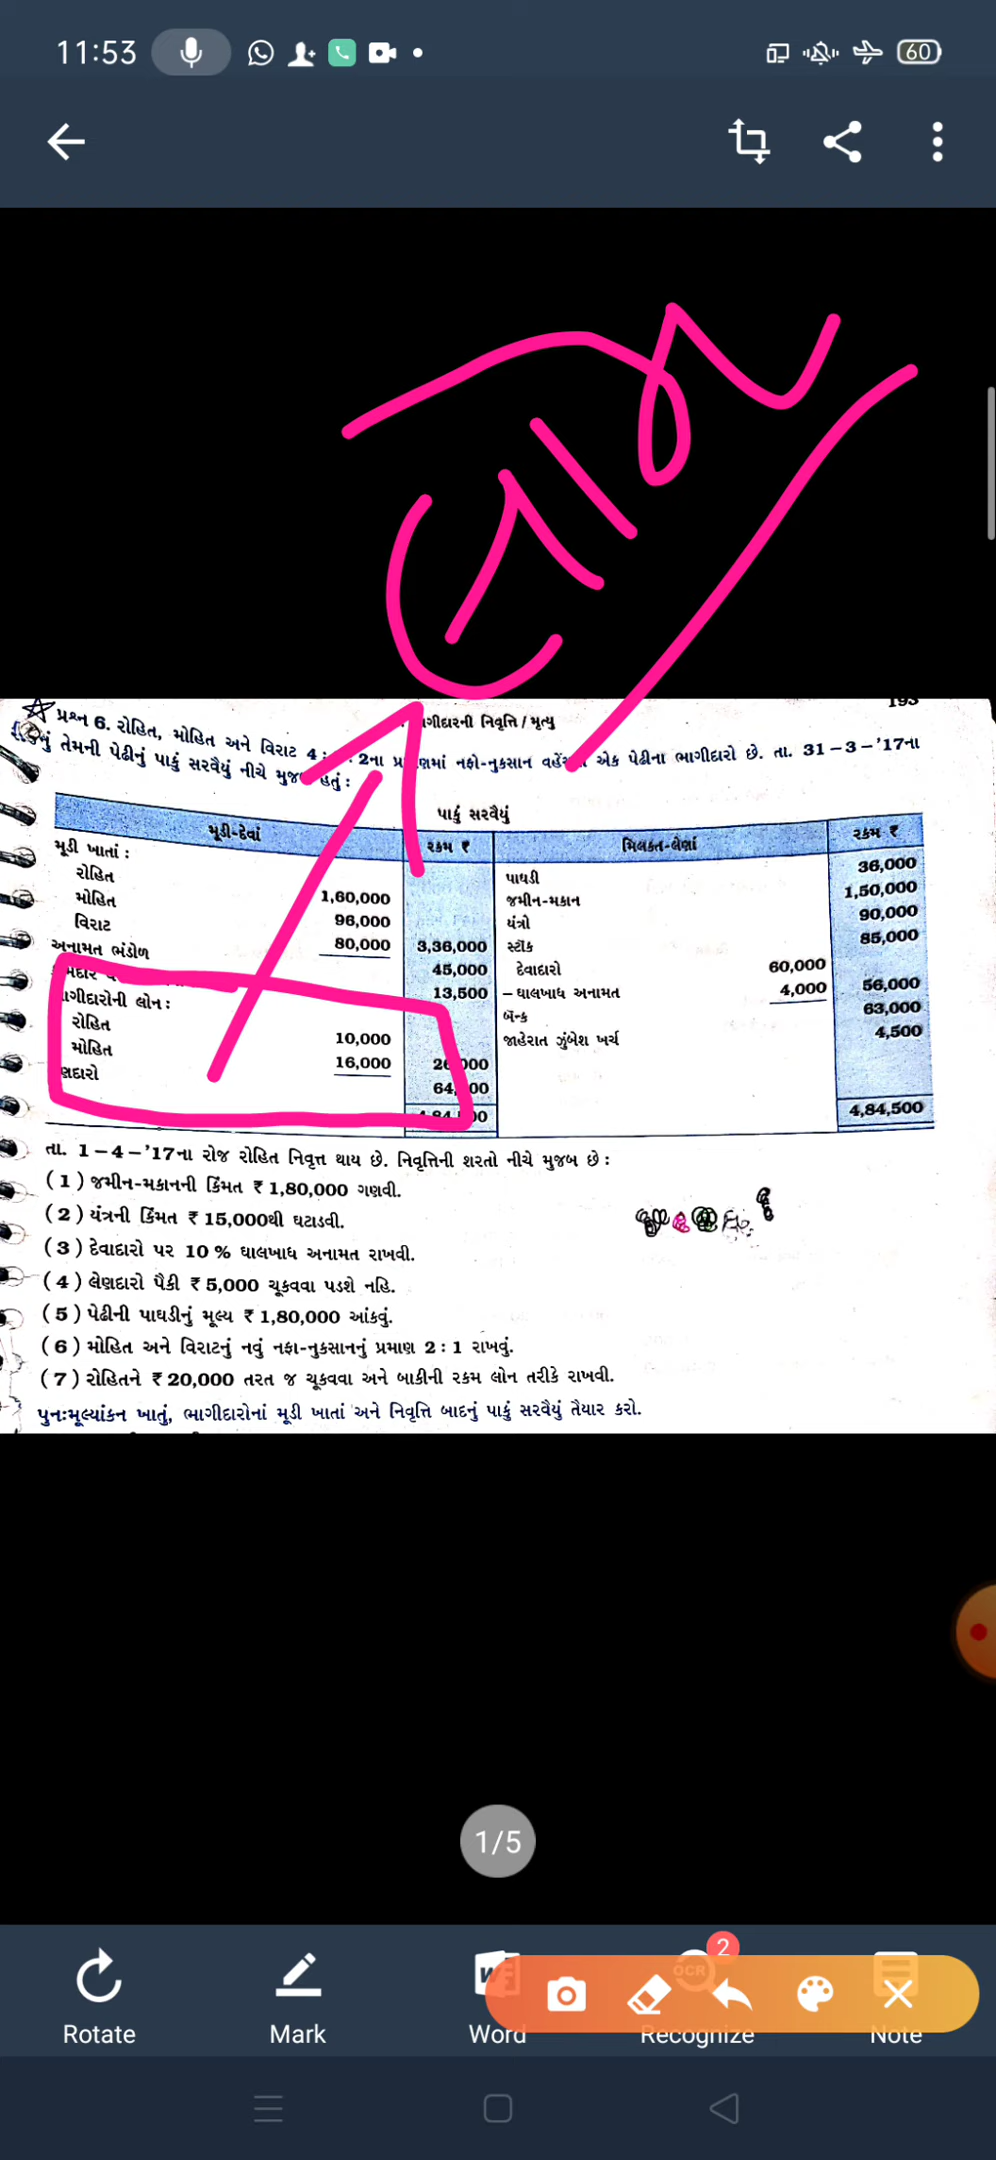 11:53
60
193
ગીદારની નિવૃત્તિ / મૃત્યુ
પ્રશ્ન 6. રોહિત, મોહિત અને વિરાટ 4 : 2ના પ્રમાણમાં નફો-નુકસાન એક પેઢીના ભાગીદારો છે. તા. 31-3-'17ના
તેમની પેઢીનું પાકું સરવૈયું નીચે મુજબ હતું :
પાકું સરવૈયું
મૂડી-દેવાં રકમ ₹ મિલકત-લેણાં રકમ ₹
મૂડી ખાતાં : પાઘડી 36,000
રોહિત 1,60,000 જમીન-મકાન 1,50,000
મોહિત 96,000 યંત્રો 90,000
વિરાટ 80,000 3,36,000 સ્ટૉક 85,000
અનામત ભંડોળ 45,000 દેવાદારો 60,000
13,500 – ઘાલખાધ અનામત 4,000 56,000
ગીદારોની લોન : બૅન્ક 63,000
રોહિત 10,000 જાહેરાત ઝુંબેશ ખર્ચ 4,500
મોહિત 16,000
ણદારો
4,84,500
તા. 1-4-'17ના રોજ રોહિત નિવૃત્ત થાય છે. નિવૃત્તિની શરતો નીચે મુજબ છે :
(1) જમીન-મકાનની કિંમત ₹ 1,80,000 ગણવી.
(2) યંત્રની કિંમત ₹ 15,000થી ઘટાડવી.
(3) દેવાદારો પર 10 % ઘાલખાધ અનામત રાખવી.
(4) લેણદારો પૈકી ₹ 5,000 ચૂકવવા પડશે નહિ.
(5) પેઢીની પાઘડીનું મૂલ્ય ₹ 1,80,000 આંકવું.
(6) મોહિત અને વિરાટનું નવું નફા-નુકસાનનું પ્રમાણ 2 : 1 રાખવું.
(7) રોહિતને ₹ 20,000 તરત જ ચૂકવવા અને બાકીની રકમ લોન તરીકે રાખવી.
પુનઃમૂલ્યાંકન ખાતું, ભાગીદારોનાં મૂડી ખાતાં અને નિવૃત્તિ બાદનું પાકું સરવૈયું તૈયાર કરો.
1/5
2
Rotate Mark Word Recognize Note